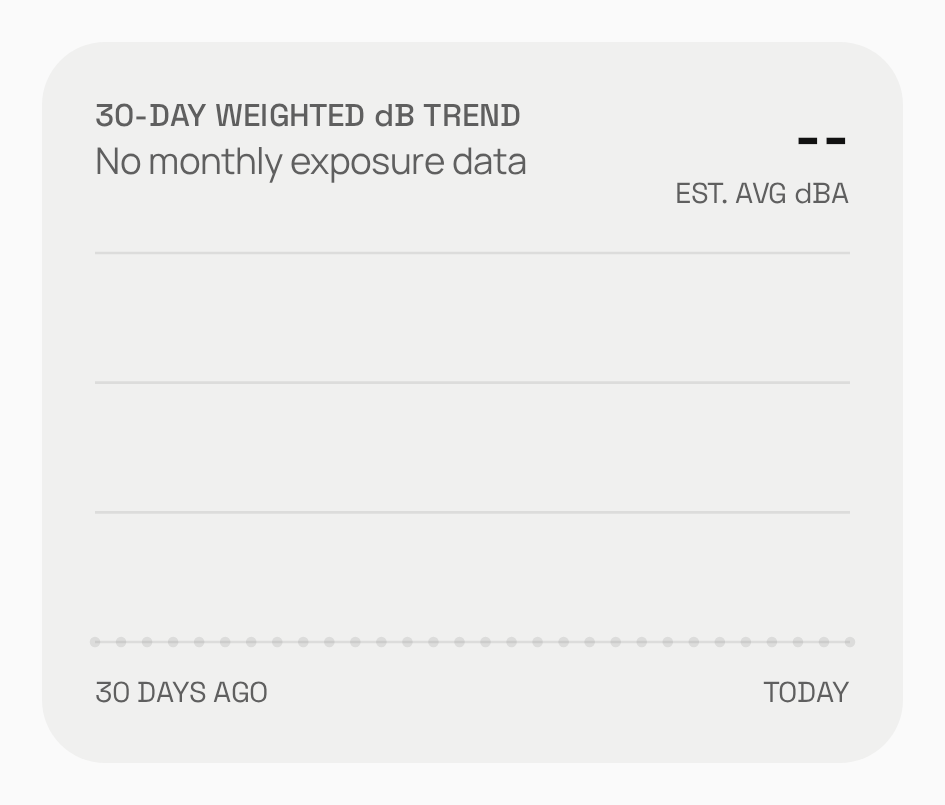 30-DAY WEIGHTED dB TREND
No monthly exposure data
--
EST. AVG dBA
30 DAYS AGO
TODAY